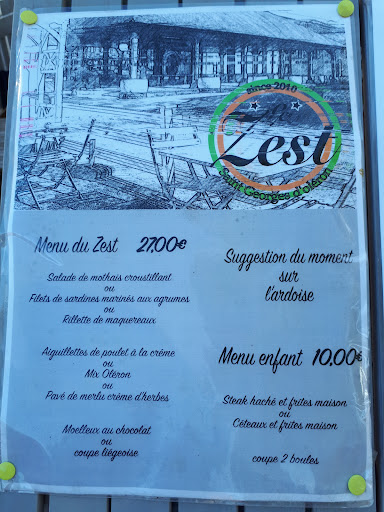 since 2010
Zest
Saint Georges d'oléron
Menu du Zest 27,00€
Salade de mothais croustillant
ou
Filets de sardines marinés aux agrumes
ou
Rillette de maquereaux
Aiguillettes de poulet à la crème
ou
Mix Oléron
ou
Pavé de merlu crème d'herbes
Moelleux au chocolat
ou
coupe liégeoise
Suggestion du moment
sur
l'ardoise
Menu enfant 10,00€
Steak haché et frites maison
ou
Céteaux et frites maison
coupe 2 boules